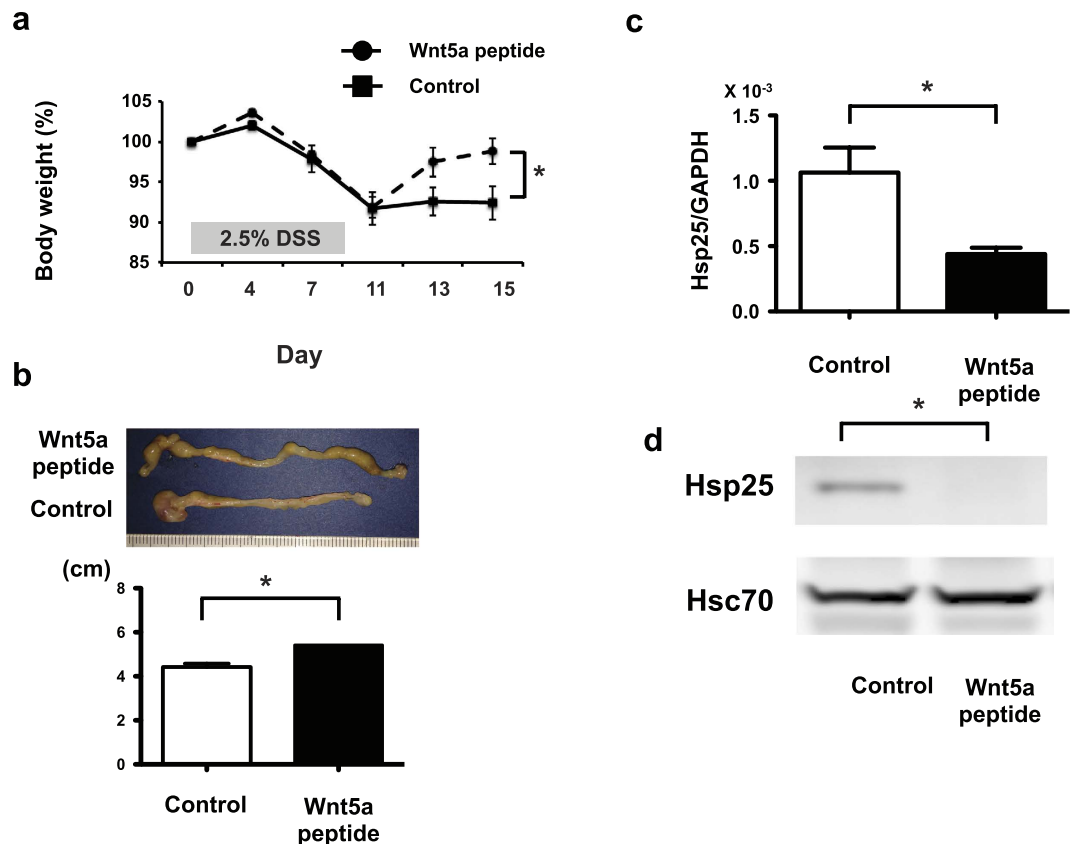 a
Wnt5a peptide
Control
Body weight (%)
105
100
95
90
85
*
2.5% DSS
0 4 7 11 13 15
Day
b
Wnt5a
peptide
Control
(cm)
8
6
4
2
0
*
Control
Wnt5a
peptide
c
X 10-3
Hsp25/GAPDH
1.5
1.0
0.5
0.0
*
Control
Wnt5a
peptide
d
*
Hsp25
Hsc70
Control
Wnt5a
peptide